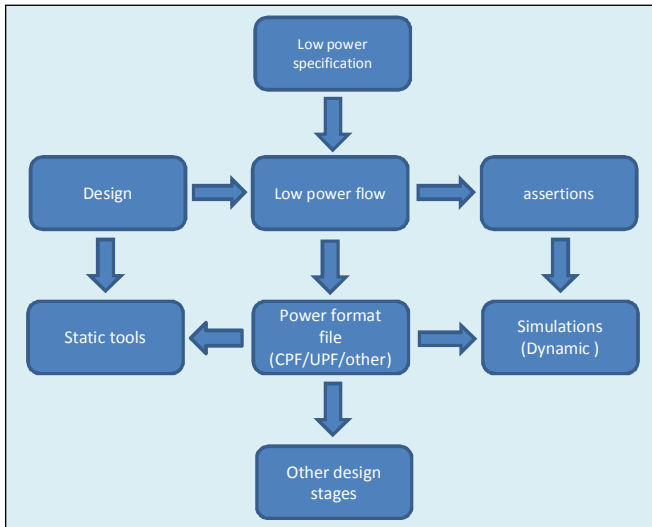 Low power
specification
Design
Low power flow
assertions
Static tools
Power format
file
(CPF/UPF/other)
Simulations
(Dynamic )
Other design
stages